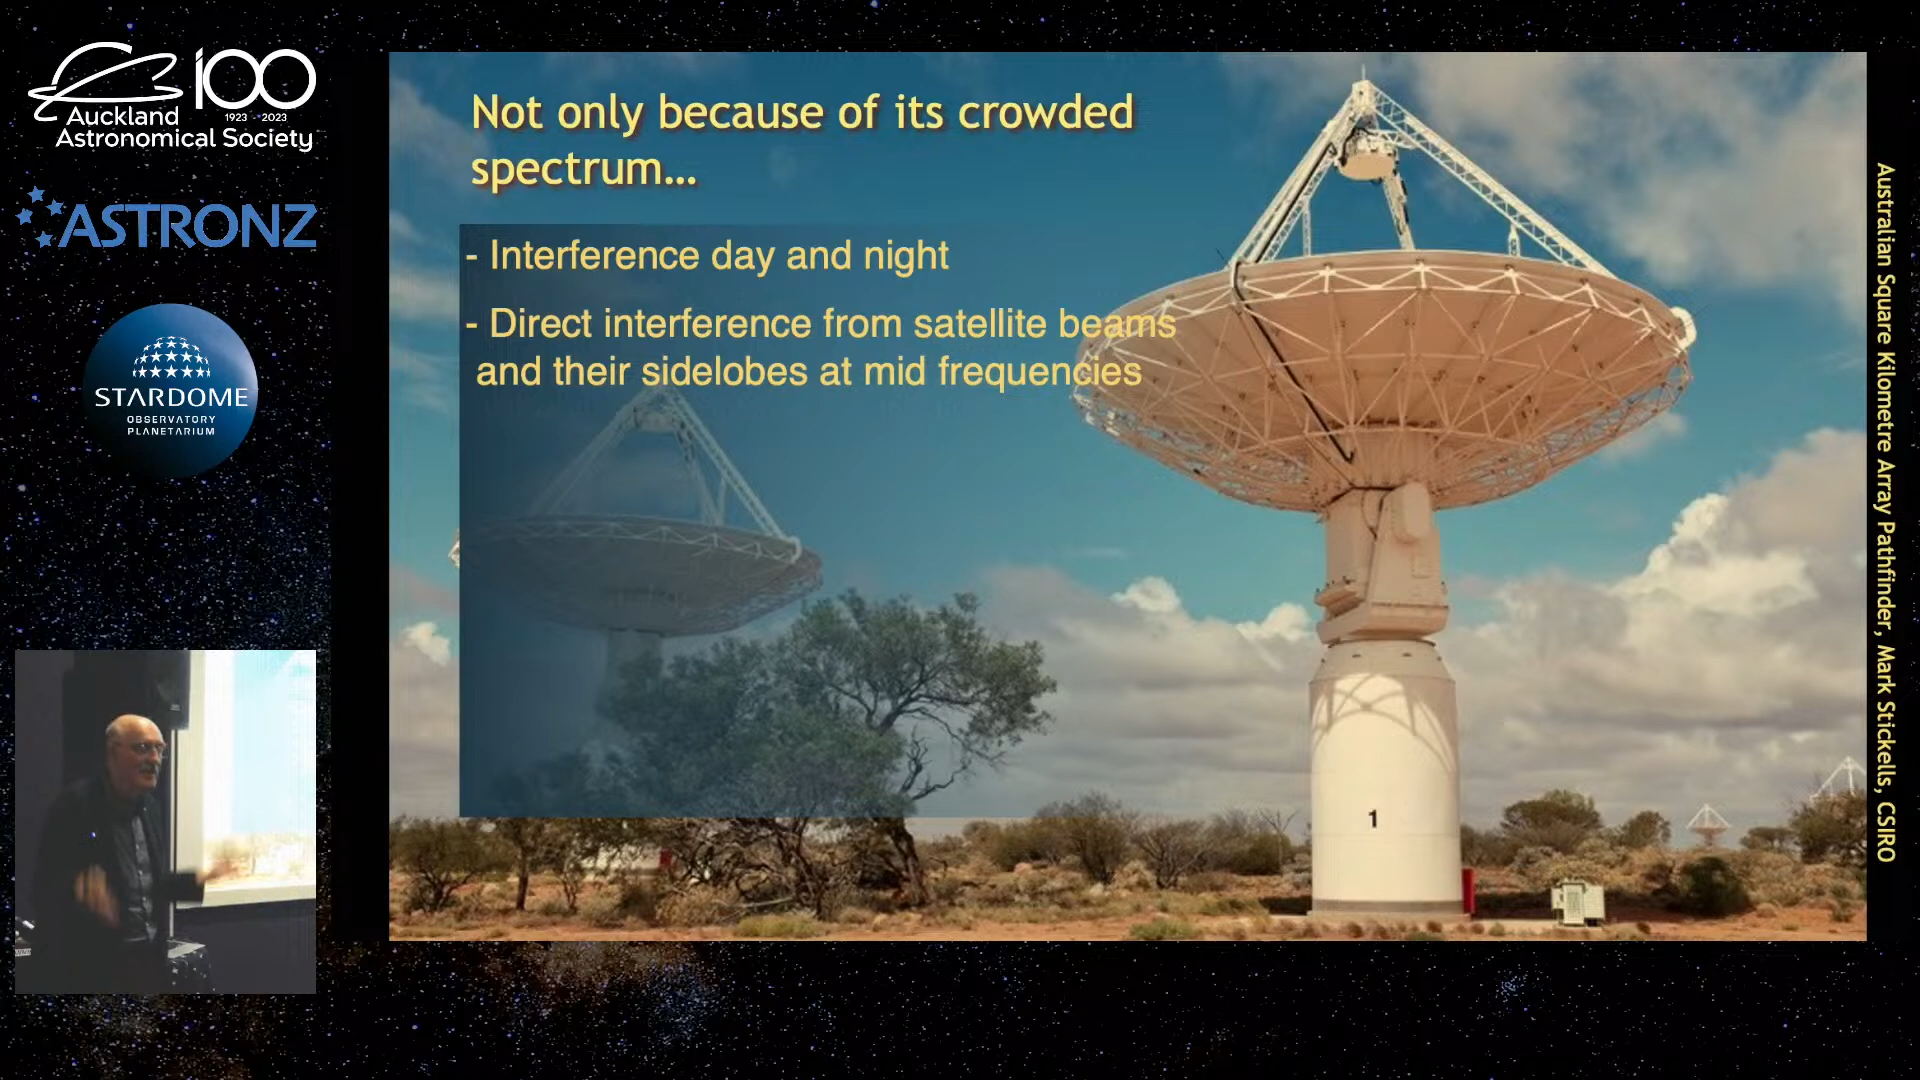 100
1923 - 2023
Auckland
Astronomical Society
ASTRONZ
STARDOME
OBSERVATORY
PLANETARIUM
Not only because of its crowded
spectrum...
- Interference day and night
- Direct interference from satellite beams
and their sidelobes at mid frequencies
1
Australian Square Kilometre Array Pathfinder, Mark Stickells, CSIRO